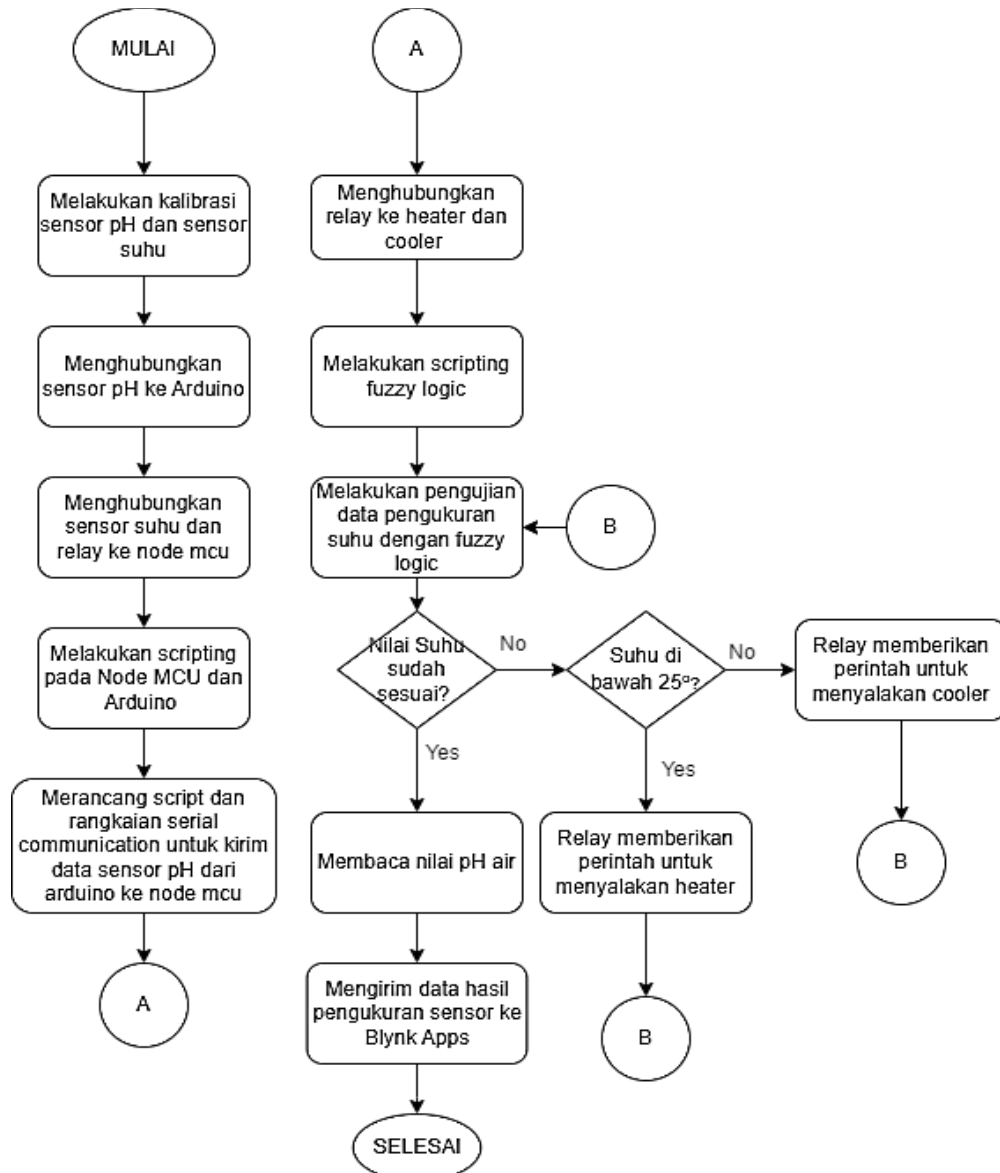 MULAI
Melakukan kalibrasi
sensor pH dan sensor
suhu
Menghubungkan
sensor pH ke Arduino
Menghubungkan
sensor suhu dan
relay ke node mcu
Melakukan scripting
pada Node MCU dan
Arduino
Merancang script dan
rangkaian serial
communication untuk kirim
data sensor pH dari
arduino ke node mcu
A
A
Menghubungkan
relay ke heater dan
cooler
Melakukan scripting
fuzzy logic
Melakukan pengujian
data pengukuran
suhu dengan fuzzy
logic
B
Nilai Suhu
sudah
sesuai?
No
Suhu di
bawah 25º?
No
Relay memberikan
perintah untuk
menyalakan cooler
B
Yes
Yes
Membaca nilai pH air
Relay memberikan
perintah untuk
menyalakan heater
B
Mengirim data hasil
pengukuran sensor ke
Blynk Apps
SELESAI